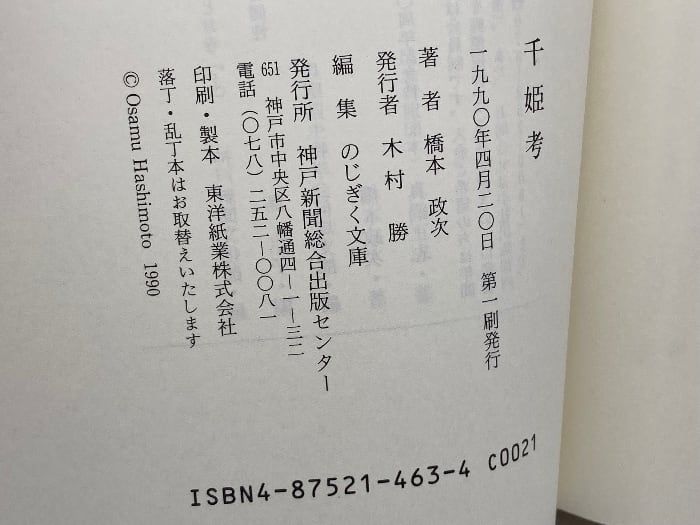 千姫考
一九九〇年四月二〇日　第一刷発行
著者　橋本政次
発行者　木村　勝
編集　のじぎく文庫
発行所　神戸新聞総合出版センター
651　神戸市中央区八幡通四―一―三二
電話（〇七八）二五二―〇〇八一
印刷・製本　東洋紙業株式会社
落丁・乱丁本はお取替えいたします
© Osamu Hashimoto 1990
ISBN4-87521-463-4 C0021